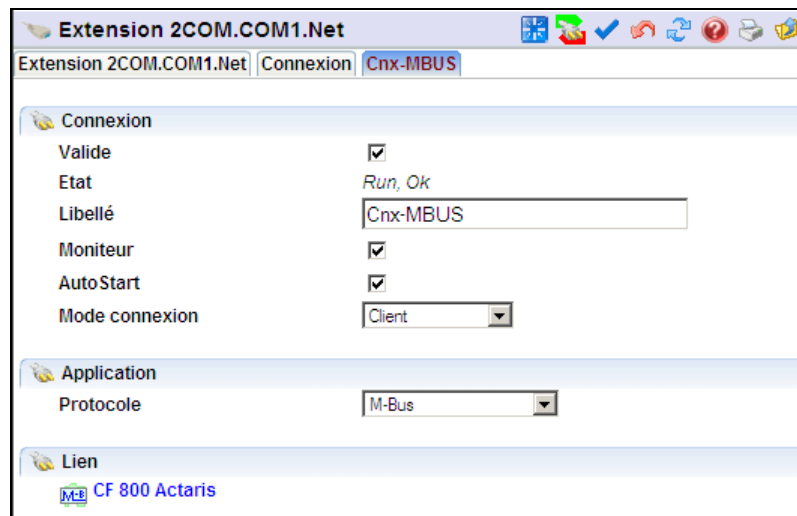 Extension 2COM.COM1.Net
Extension 2COM.COM1.Net Connexion Cnx-MBUS
Connexion
Valide
Etat Run, Ok
Libellé Cnx-MBUS
Moniteur
AutoStart
Mode connexion Client
Application
Protocole M-Bus
Lien
M-B CF 800 Actaris